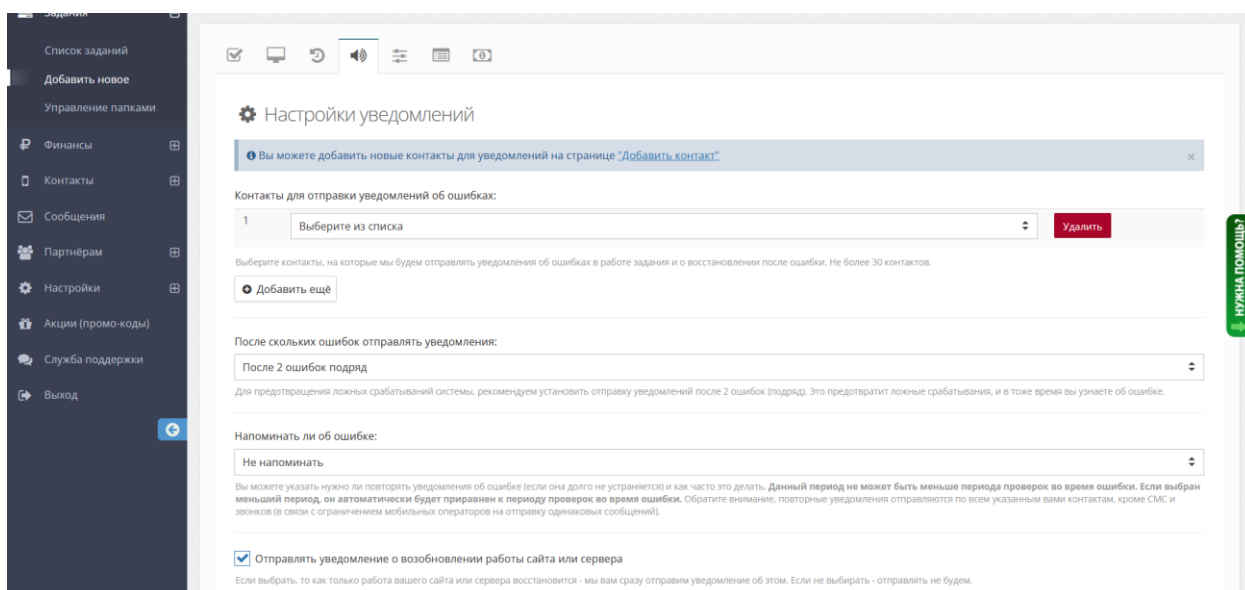 Задания
Список заданий
Добавить новое
Управление папками
Финансы
Контакты
Сообщения
Партнёрам
Настройки
Акции (промо-коды)
Служба поддержки
Выход
Настройки уведомлений
Вы можете добавить новые контакты для уведомлений на странице "Добавить контакт"
×
Контакты для отправки уведомлений об ошибках:
1 Выберите из списка Удалить
Выберите контакты, на которые мы будем отправлять уведомления об ошибках в работе задания и о восстановлении после ошибки. Не более 30 контактов.
Добавить ещё
После скольких ошибок отправлять уведомления:
После 2 ошибок подряд
Для предотвращения ложных срабатываний системы, рекомендуем установить отправку уведомлений после 2 ошибок (подряд). Это предотвратит ложные срабатывания, и в тоже время вы узнаете об ошибке.
Напоминать ли об ошибке:
Не напоминать
Вы можете указать нужно ли повторять уведомления об ошибке (если она долго не устраняется) и как часто это делать. Данный период не может быть меньше периода проверок во время ошибки. Если выбран
меньший период, он автоматически будет приравнен к периоду проверок во время ошибки. Обратите внимание, повторные уведомления отправляются по всем указанным вами контактам, кроме СМС и
звонков (в связи с ограничением мобильных операторов на отправку одинаковых сообщений).
Отправлять уведомление о возобновлении работы сайта или сервера
Если выбрать, то как только работа вашего сайта или сервера восстановится - мы вам сразу отправим уведомление об этом. Если не выбирать - отправлять не будем.
НУЖНА ПОМОЩЬ?